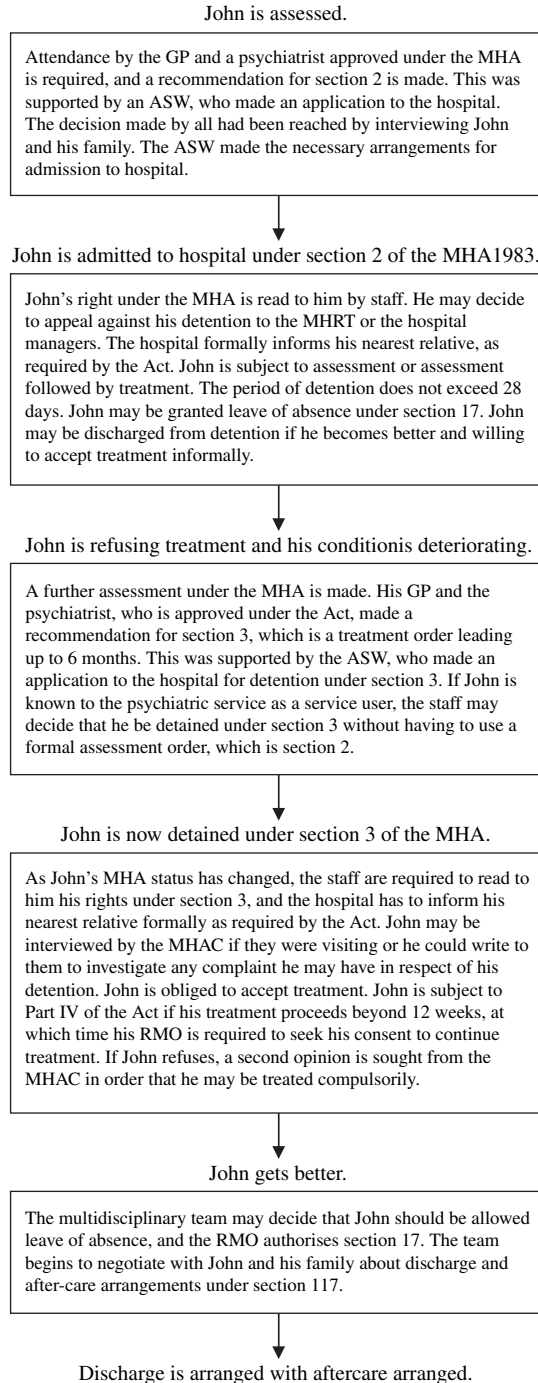 John is assessed.
Attendance by the GP and a psychiatrist approved under the MHA
is required, and a recommendation for section 2 is made. This was
supported by an ASW, who made an application to the hospital.
The decision made by all had been reached by interviewing John
and his family. The ASW made the necessary arrangements for
admission to hospital.
John is admitted to hospital under section 2 of the MHA1983.
John’s right under the MHA is read to him by staff. He may decide
to appeal against his detention to the MHRT or the hospital
managers. The hospital formally informs his nearest relative, as
required by the Act. John is subject to assessment or assessment
followed by treatment. The period of detention does not exceed 28
days. John may be granted leave of absence under section 17. John
may be discharged from detention if he becomes better and willing
to accept treatment informally.
John is refusing treatment and his conditionis deteriorating.
A further assessment under the MHA is made. His GP and the
psychiatrist, who is approved under the Act, made a
recommendation for section 3, which is a treatment order leading
up to 6 months. This was supported by the ASW, who made an
application to the hospital for detention under section 3. If John is
known to the psychiatric service as a service user, the staff may
decide that he be detained under section 3 without having to use a
formal assessment order, which is section 2.
John is now detained under section 3 of the MHA.
As John’s MHA status has changed, the staff are required to read to
him his rights under section 3, and the hospital has to inform his
nearest relative formally as required by the Act. John may be
interviewed by the MHAC if they were visiting or he could write to
them to investigate any complaint he may have in respect of his
detention. John is obliged to accept treatment. John is subject to
Part IV of the Act if his treatment proceeds beyond 12 weeks, at
which time his RMO is required to seek his consent to continue
treatment. If John refuses, a second opinion is sought from the
MHAC in order that he may be treated compulsorily.
John gets better.
The multidisciplinary team may decide that John should be allowed
leave of absence, and the RMO authorises section 17. The team
begins to negotiate with John and his family about discharge and
after-care arrangements under section 117.
Discharge is arranged with aftercare arranged.